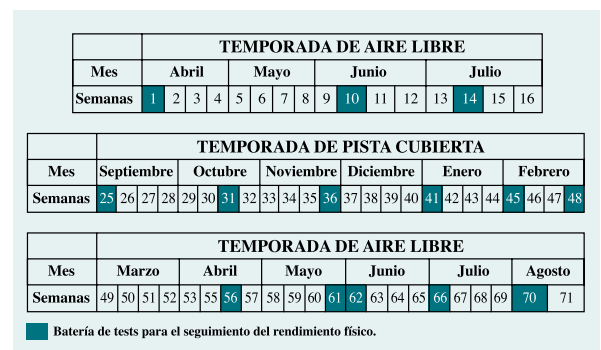 TEMPORADA DE AIRE LIBRE
Mes Abril Mayo Junio Julio
Semanas 1 2 3 4 5 6 7 8 9 10 11 12 13 14 15 16
TEMPORADA DE PISTA CUBIERTA
Mes Septiembre Octubre Noviembre Diciembre Enero Febrero
Semanas 25 26 27 28 29 30 31 32 33 34 35 36 37 38 39 40 41 42 43 44 45 46 47 48
TEMPORADA DE AIRE LIBRE
Mes Marzo Abril Mayo Junio Julio Agosto
Semanas 49 50 51 52 53 55 56 57 58 59 60 61 62 63 64 65 66 67 68 69 70 71
Batería de tests para el seguimiento del rendimiento físico.